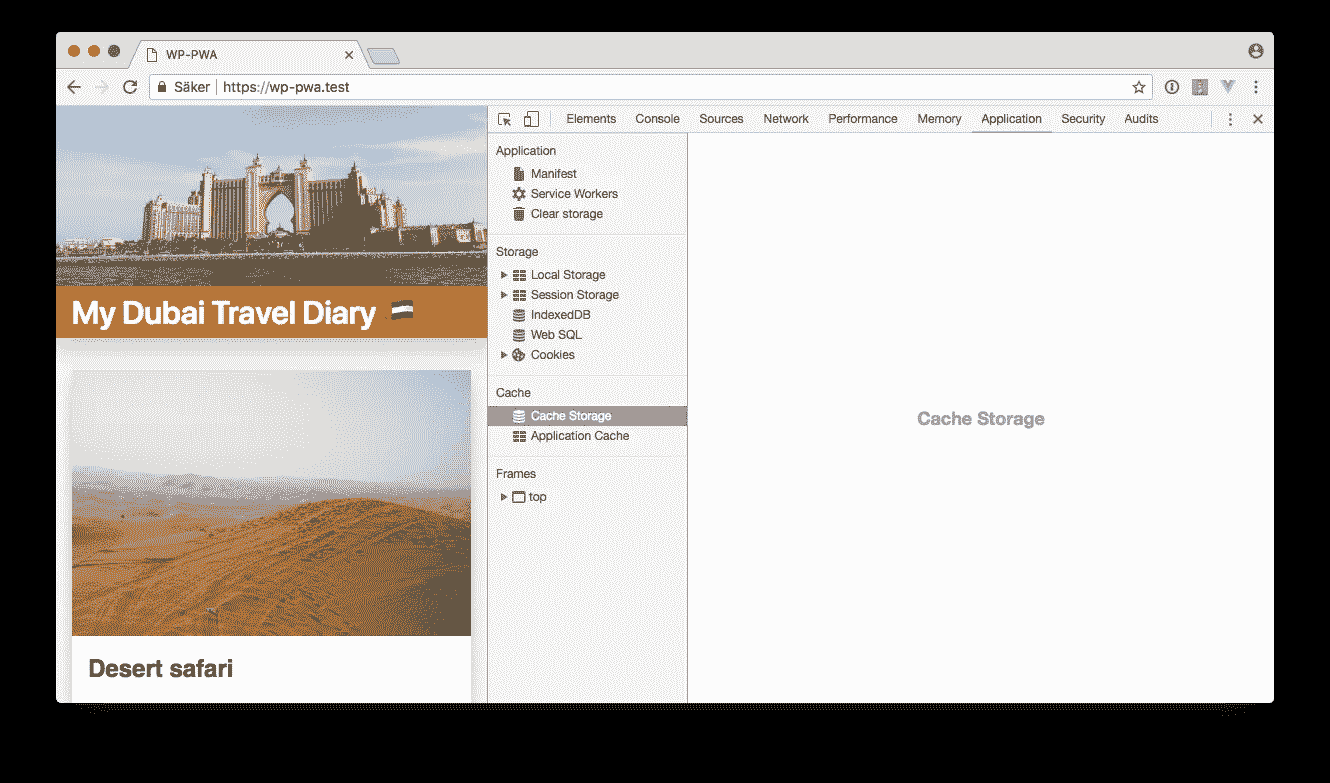 WP-PWA
Säker https://wp-pwa.test
Elements Console Sources Network Performance Memory Application Security Audits
My Dubai Travel Diary
Desert safari
Application
Manifest
Service Workers
Clear storage
Storage
Local Storage
Session Storage
IndexedDB
Web SQL
Cookies
Cache
Cache Storage
Application Cache
Frames
top
Cache Storage